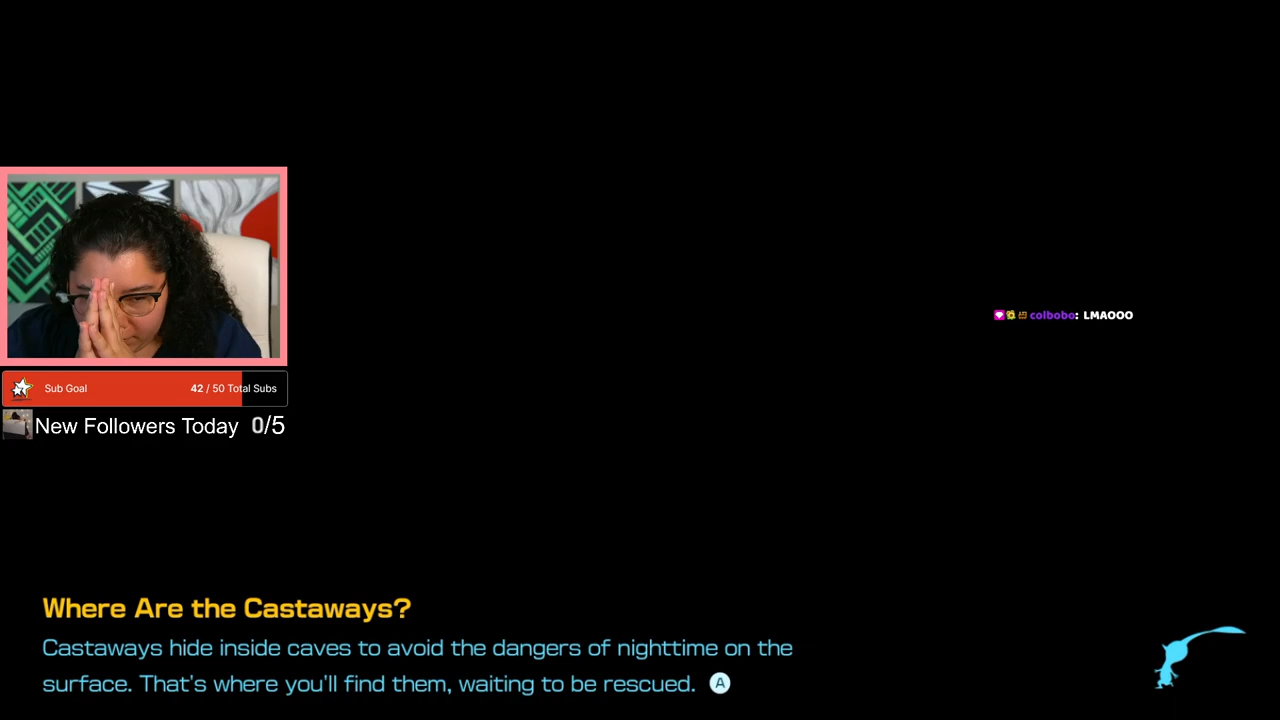 colbobo: LMAOOO
Sub Goal 42 / 50 Total Subs
New Followers Today 0/5
Where Are the Castaways?
Castaways hide inside caves to avoid the dangers of nighttime on the
surface. That's where you'll find them, waiting to be rescued. A